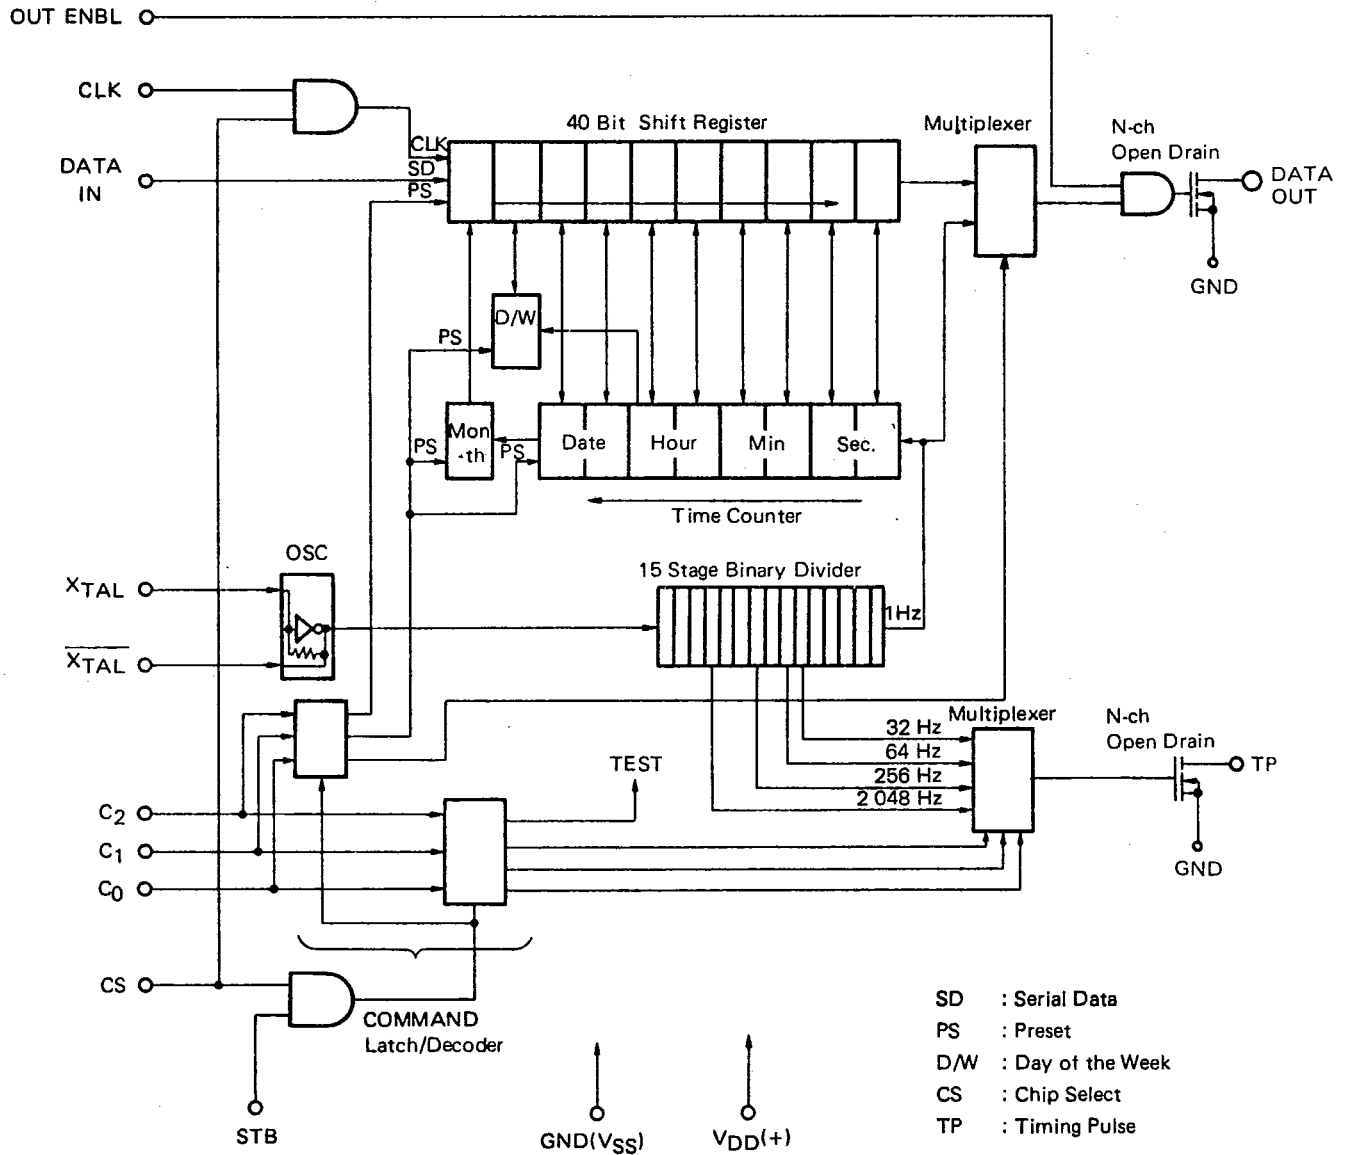 OUT ENBL
CLK
DATA
IN
40 Bit Shift Register
CLK
SD
PS
Multiplexer
N-ch
Open Drain
DATA
OUT
GND
D/W
PS
Mon
-th
PS
PS
Date
Hour
Min
Sec.
Time Counter
OSC
XTAL
XTAL
15 Stage Binary Divider
1Hz
Multiplexer
32 Hz
64 Hz
256 Hz
2 048 Hz
N-ch
Open Drain
TP
GND
TEST
C2
C1
C0
CS
COMMAND
Latch/Decoder
STB
GND(VSS)
VDD(+)
SD : Serial Data
PS : Preset
D/W : Day of the Week
CS : Chip Select
TP : Timing Pulse